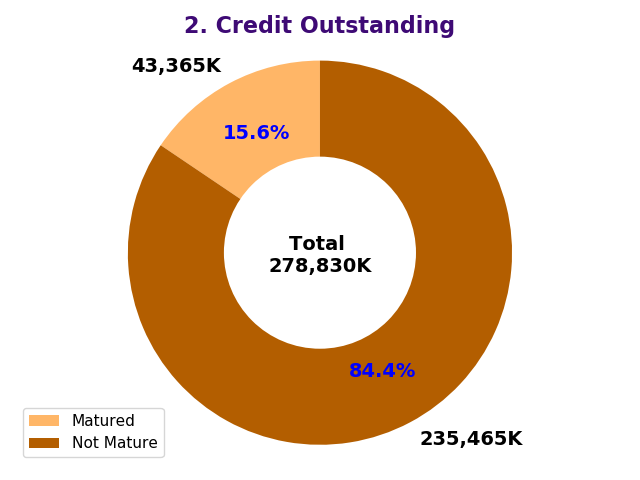 2. Credit Outstanding
43,365K
15.6%
Total
278,830K
84.4%
235,465K
Matured
Not Mature